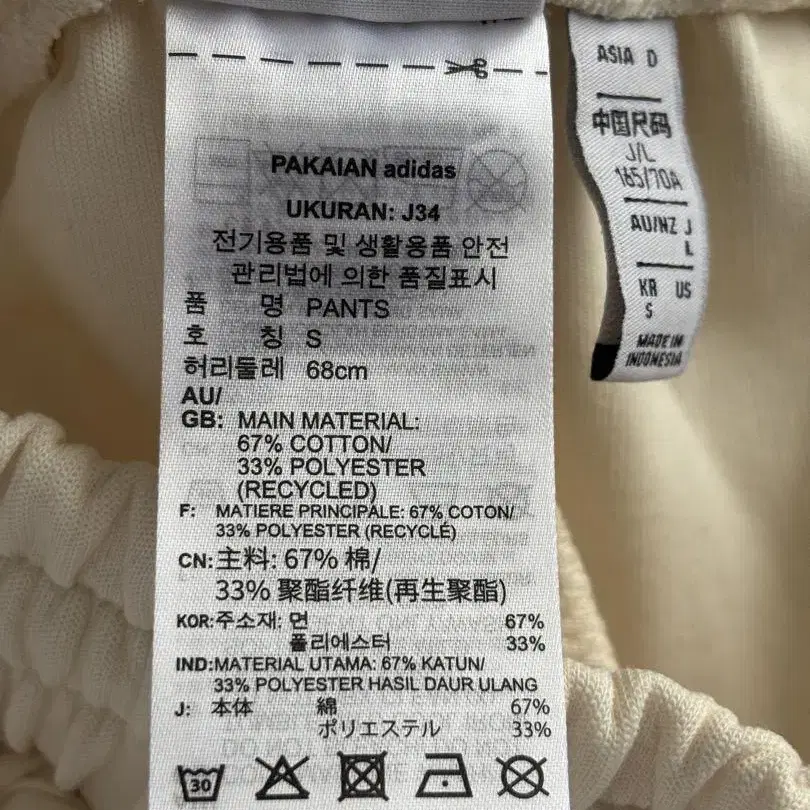 PAKAIAN adidas
UKURAN: J34
전기용품 및 생활용품 안전
관리법에 의한 품질표시
품 명 PANTS
호 칭 S
허리둘레 68cm
AU/
GB: MAIN MATERIAL:
67% COTTON/
33% POLYESTER
(RECYCLED)
F: MATIERE PRINCIPALE: 67% COTON/
33% POLYESTER (RECYCLÉ)
CN: 主料: 67% 棉/
33% 聚酯纤维(再生聚酯)
KOR: 주소재: 면 67%
폴리에스터 33%
IND: MATERIAL UTAMA: 67% KATUN/
33% POLYESTER HASIL DAUR ULANG
J: 本体 綿 67%
ポリエステル 33%
30
ASIA D
中国尺码
J/L
165/70A
AU/NZ J
L
KR US
S
MADE IN
INDONESIA